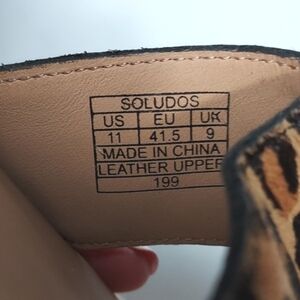 SOLUDOS
US EU UK
11 41.5 9
MADE IN CHINA
LEATHER UPPER
199